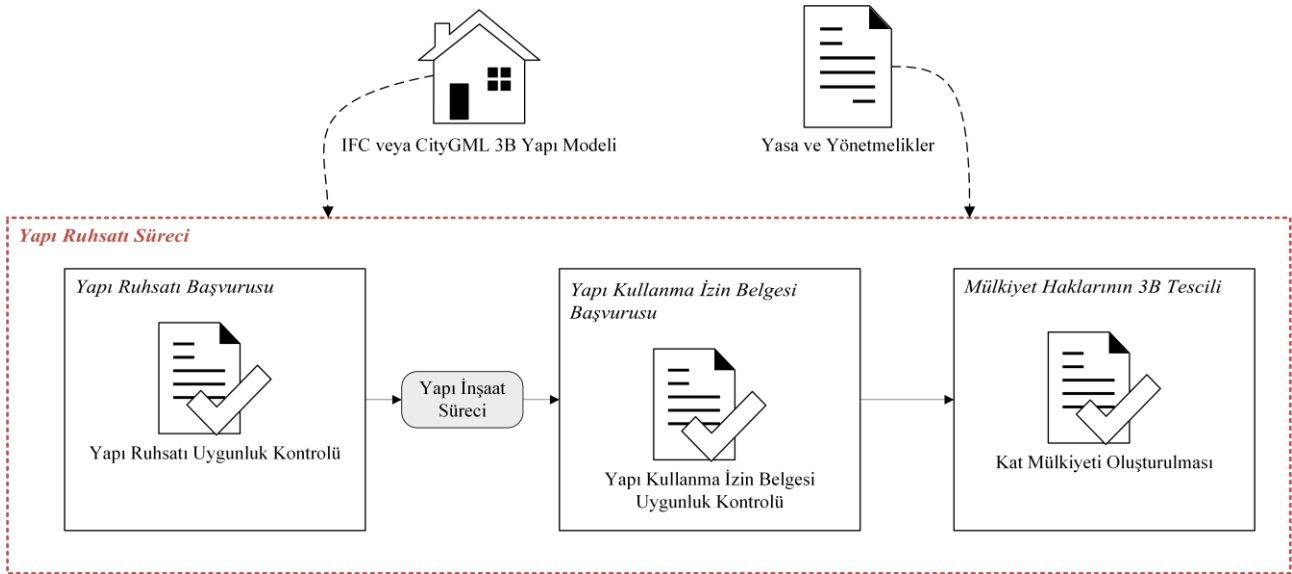 IFC veya CityGML 3B Yapı Modeli
Yasa ve Yönetmelikler
Yapı Ruhsatı Süreci
Yapı Ruhsatı Başvurusu
Yapı Ruhsatı Uygunluk Kontrolü
Yapı İnşaat
Süreci
Yapı Kullanma İzin Belgesi
Başvurusu
Yapı Kullanma İzin Belgesi
Uygunluk Kontrolü
Mülkiyet Haklarının 3B Tescili
Kat Mülkiyeti Oluşturulması